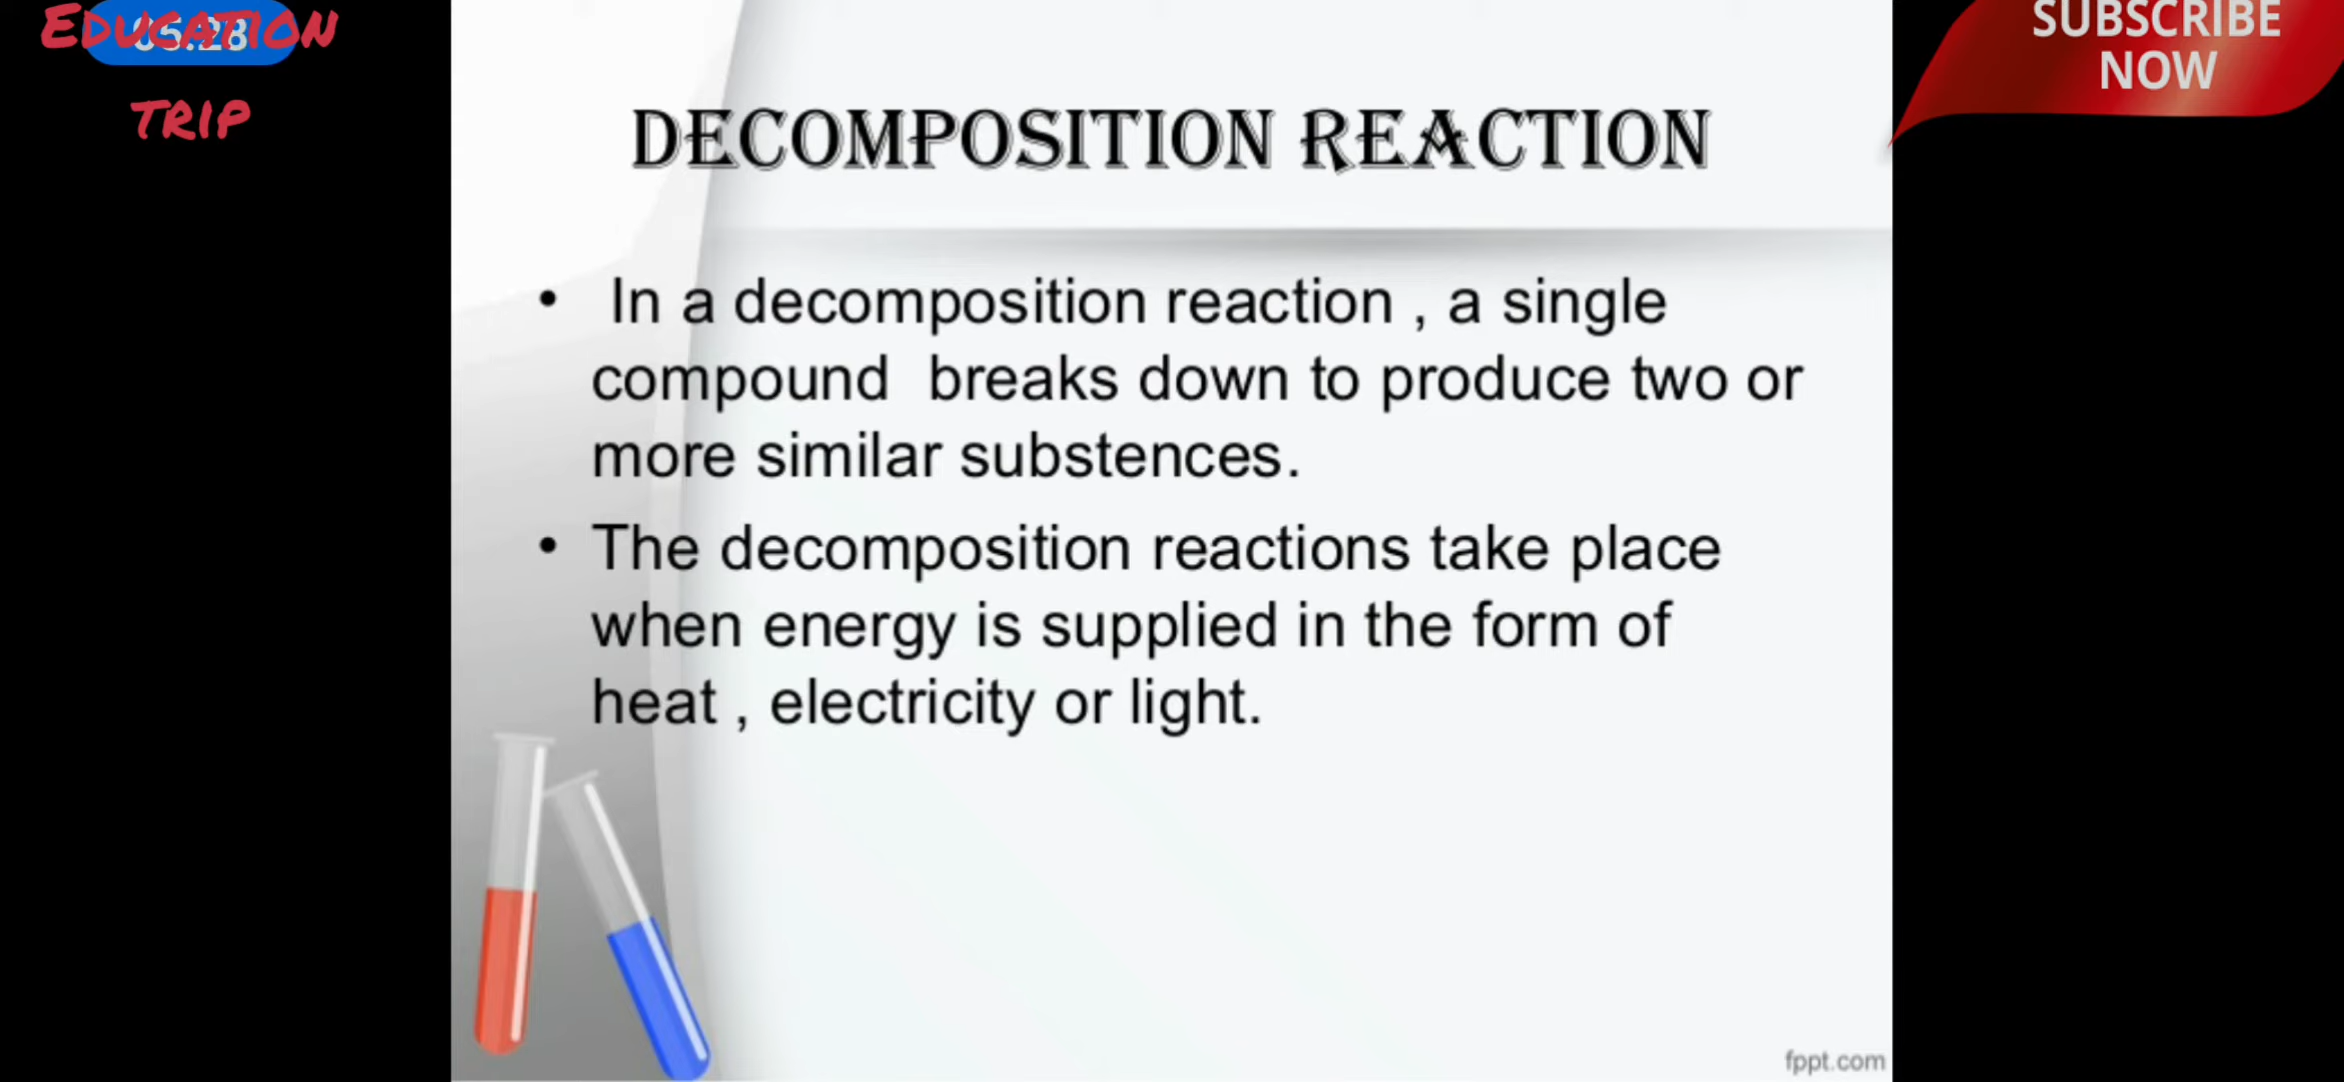 Education
05:28
TRIP
SUBSCRIBE
NOW
DECOMPOSITION REACTION
• In a decomposition reaction , a single
compound breaks down to produce two or
more similar substences.
• The decomposition reactions take place
when energy is supplied in the form of
heat , electricity or light.
fppt.com